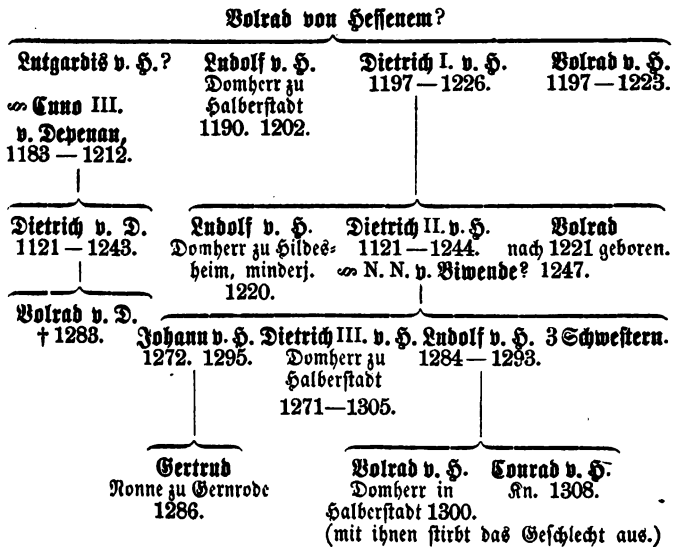 Volrad von Hessenem?
Lutgardis v. H.? Ludolf v. H. Dietrich I. v. H. Volrad v. H.
Domherr zu 1197 — 1226. 1197 — 1223.
∞ Cuno III. Halberstadt
v. Depenau, 1190. 1202.
1183 — 1212.
Dietrich v. D. Ludolf v. H. Dietrich II. v. H. Volrad
1121 — 1243. Domherr zu Hildes= 1121 — 1244. nach 1221 geboren.
heim, minderj. ∞ N. N. v. Biwende? 1247.
1220.
Volrad v. D.
† 1283. Johann v. H. Dietrich III. v. H. Ludolf v. H. 3 Schwestern.
1272. 1295. Domherr zu 1284 — 1293.
Halberstadt
1271—1305.
Gertrud Volrad v. H. Conrad v. H.
Nonne zu Gernrode Domherr in Kn. 1308.
1286. Halberstadt 1300.
(mit ihnen stirbt das Geschlecht aus.)